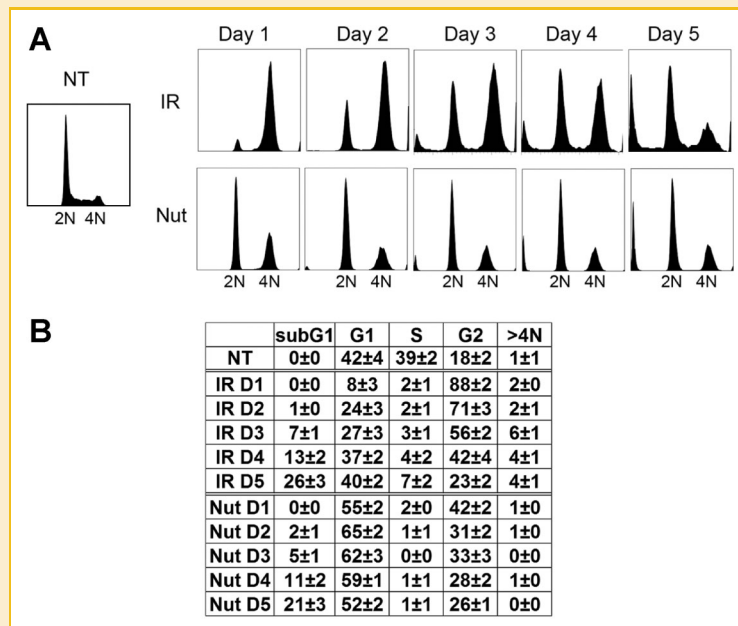 A
NT
2N 4N
Day 1 Day 2 Day 3 Day 4 Day 5
IR
Nut
2N 4N 2N 4N 2N 4N 2N 4N 2N 4N
B
subG1 G1 S G2 >4N
NT 0±0 42±4 39±2 18±2 1±1
IR D1 0±0 8±3 2±1 88±2 2±0
IR D2 1±0 24±3 2±1 71±3 2±1
IR D3 7±1 27±3 3±1 56±2 6±1
IR D4 13±2 37±2 4±2 42±4 4±1
IR D5 26±3 40±2 7±2 23±2 4±1
Nut D1 0±0 55±2 2±0 42±2 1±0
Nut D2 2±1 65±2 1±1 31±2 1±0
Nut D3 5±1 62±3 0±0 33±3 0±0
Nut D4 11±2 59±1 1±1 28±2 1±0
Nut D5 21±3 52±2 1±1 26±1 0±0